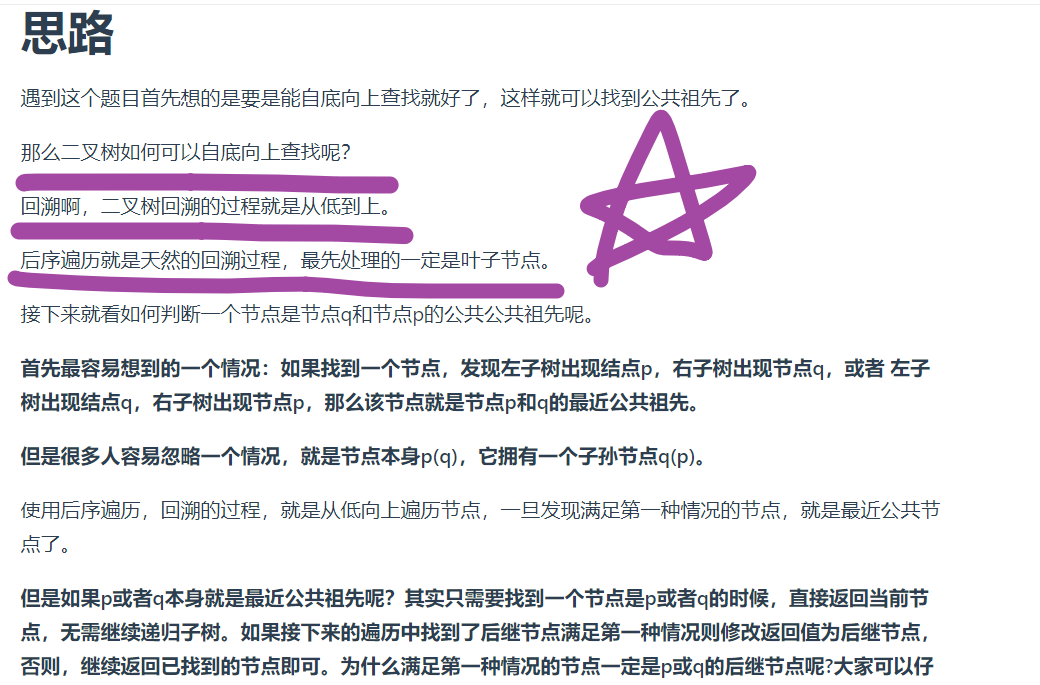 思路
遇到这个题目首先想的是要是能自底向上查找就好了，这样就可以找到公共祖先了。
那么二叉树如何可以自底向上查找呢？
回溯啊，二叉树回溯的过程就是从低到上。
后序遍历就是天然的回溯过程，最先处理的一定是叶子节点。
接下来就看如何判断一个节点是节点q和节点p的公共公共祖先呢。
首先最容易想到的一个情况：如果找到一个节点，发现左子树出现结点p，右子树出现节点q，或者 左子
树出现结点q，右子树出现节点p，那么该节点就是节点p和q的最近公共祖先。
但是很多人容易忽略一个情况，就是节点本身p(q)，它拥有一个子孙节点q(p)。
使用后序遍历，回溯的过程，就是从低向上遍历节点，一旦发现满足第一种情况的节点，就是最近公共节
点了。
但是如果p或者q本身就是最近公共祖先呢？其实只需要找到一个节点是p或者q的时候，直接返回当前节
点，无需继续递归子树。如果接下来的遍历中找到了后继节点满足第一种情况则修改返回值为后继节点，
否则，继续返回已找到的节点即可。为什么满足第一种情况的节点一定是p或q的后继节点呢?大家可以仔